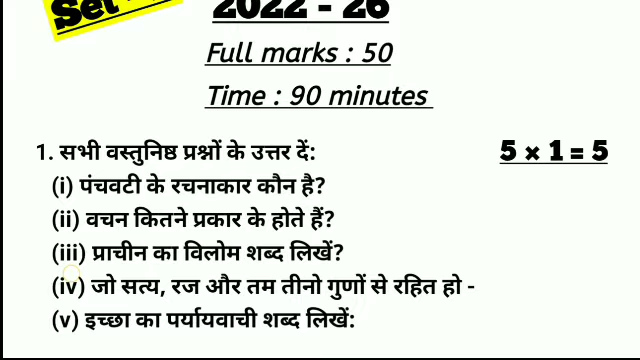 Set
2022 - 26
Full marks : 50
Time : 90 minutes
1. सभी वस्तुनिष्ठ प्रश्नों के उत्तर दें: 5 × 1 = 5
(i) पंचवटी के रचनाकार कौन है?
(ii) वचन कितने प्रकार के होते हैं?
(iii) प्राचीन का विलोम शब्द लिखें?
(iv) जो सत्य, रज और तम तीनो गुणों से रहित हो -
(v) इच्छा का पर्यायवाची शब्द लिखें: